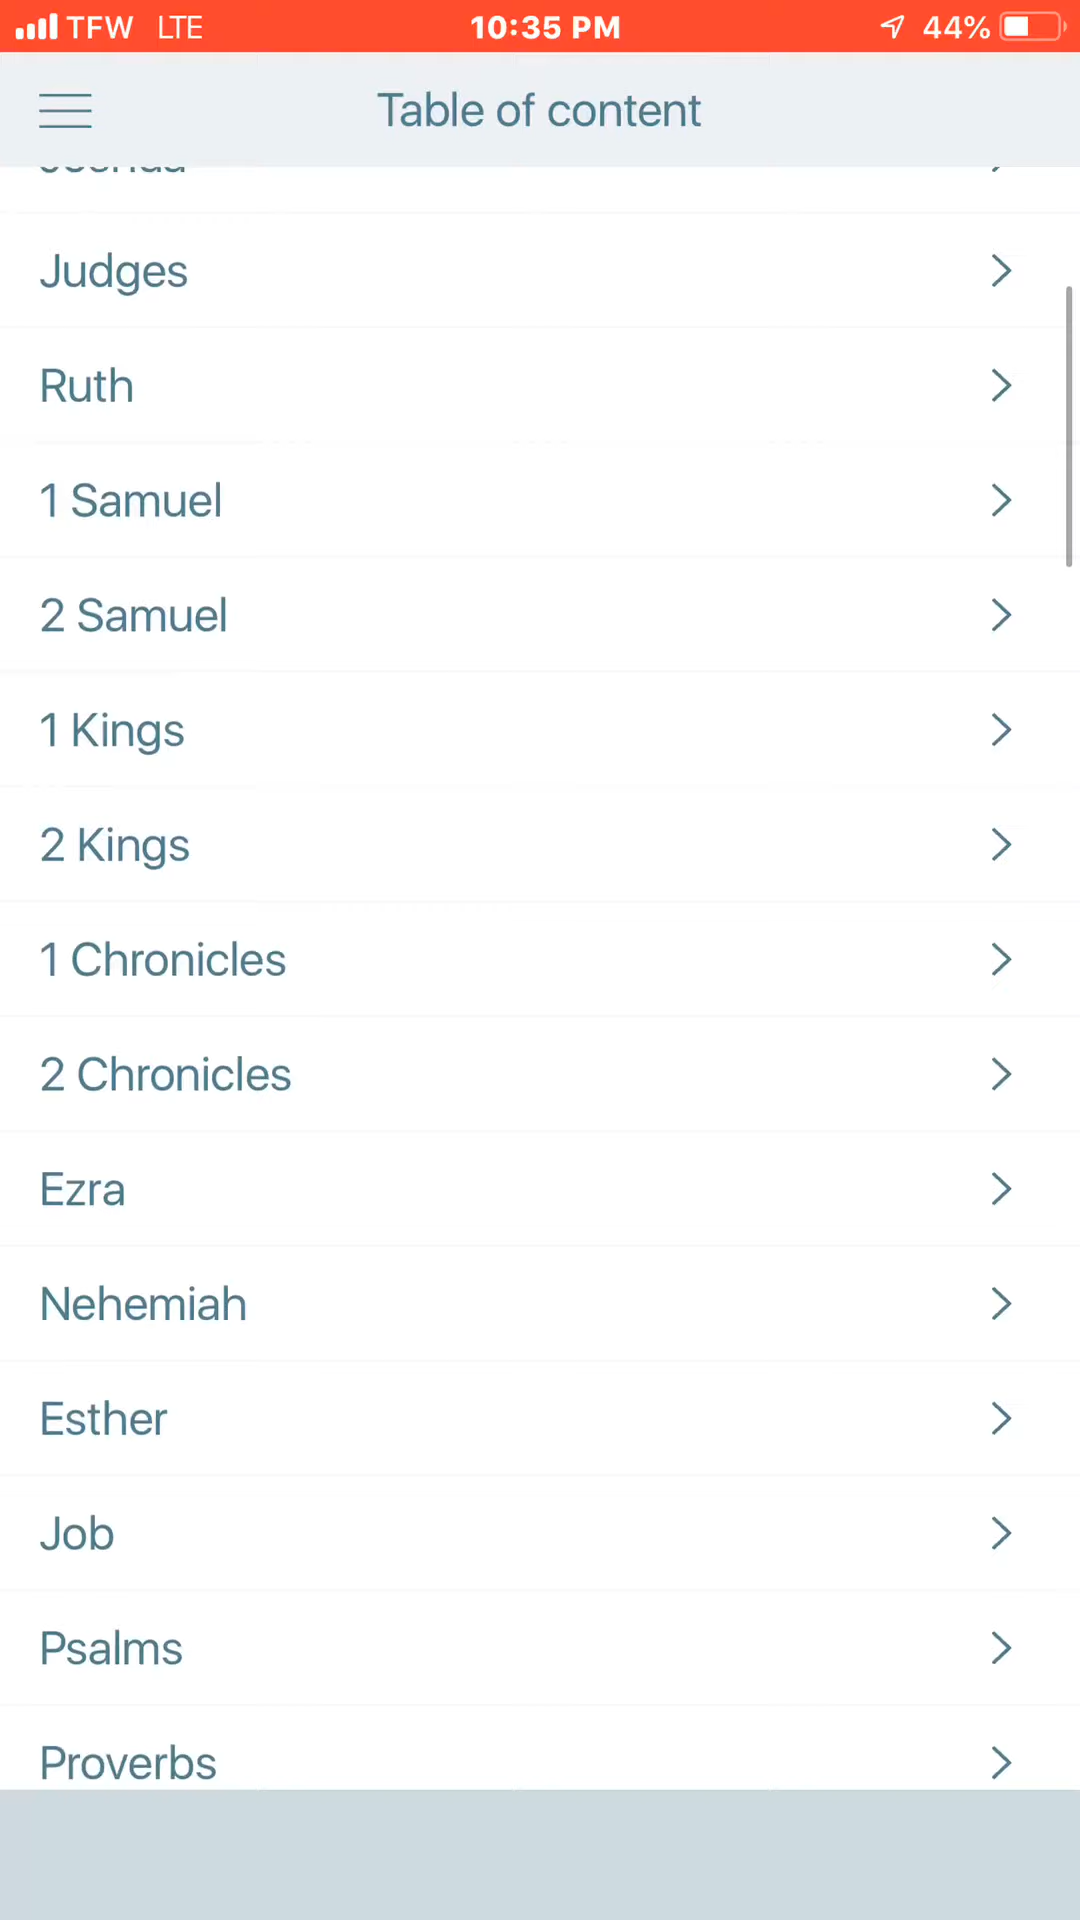 TFW LTE 10:35 PM 44%
Table of content
Joshua
Judges
Ruth
1 Samuel
2 Samuel
1 Kings
2 Kings
1 Chronicles
2 Chronicles
Ezra
Nehemiah
Esther
Job
Psalms
Proverbs